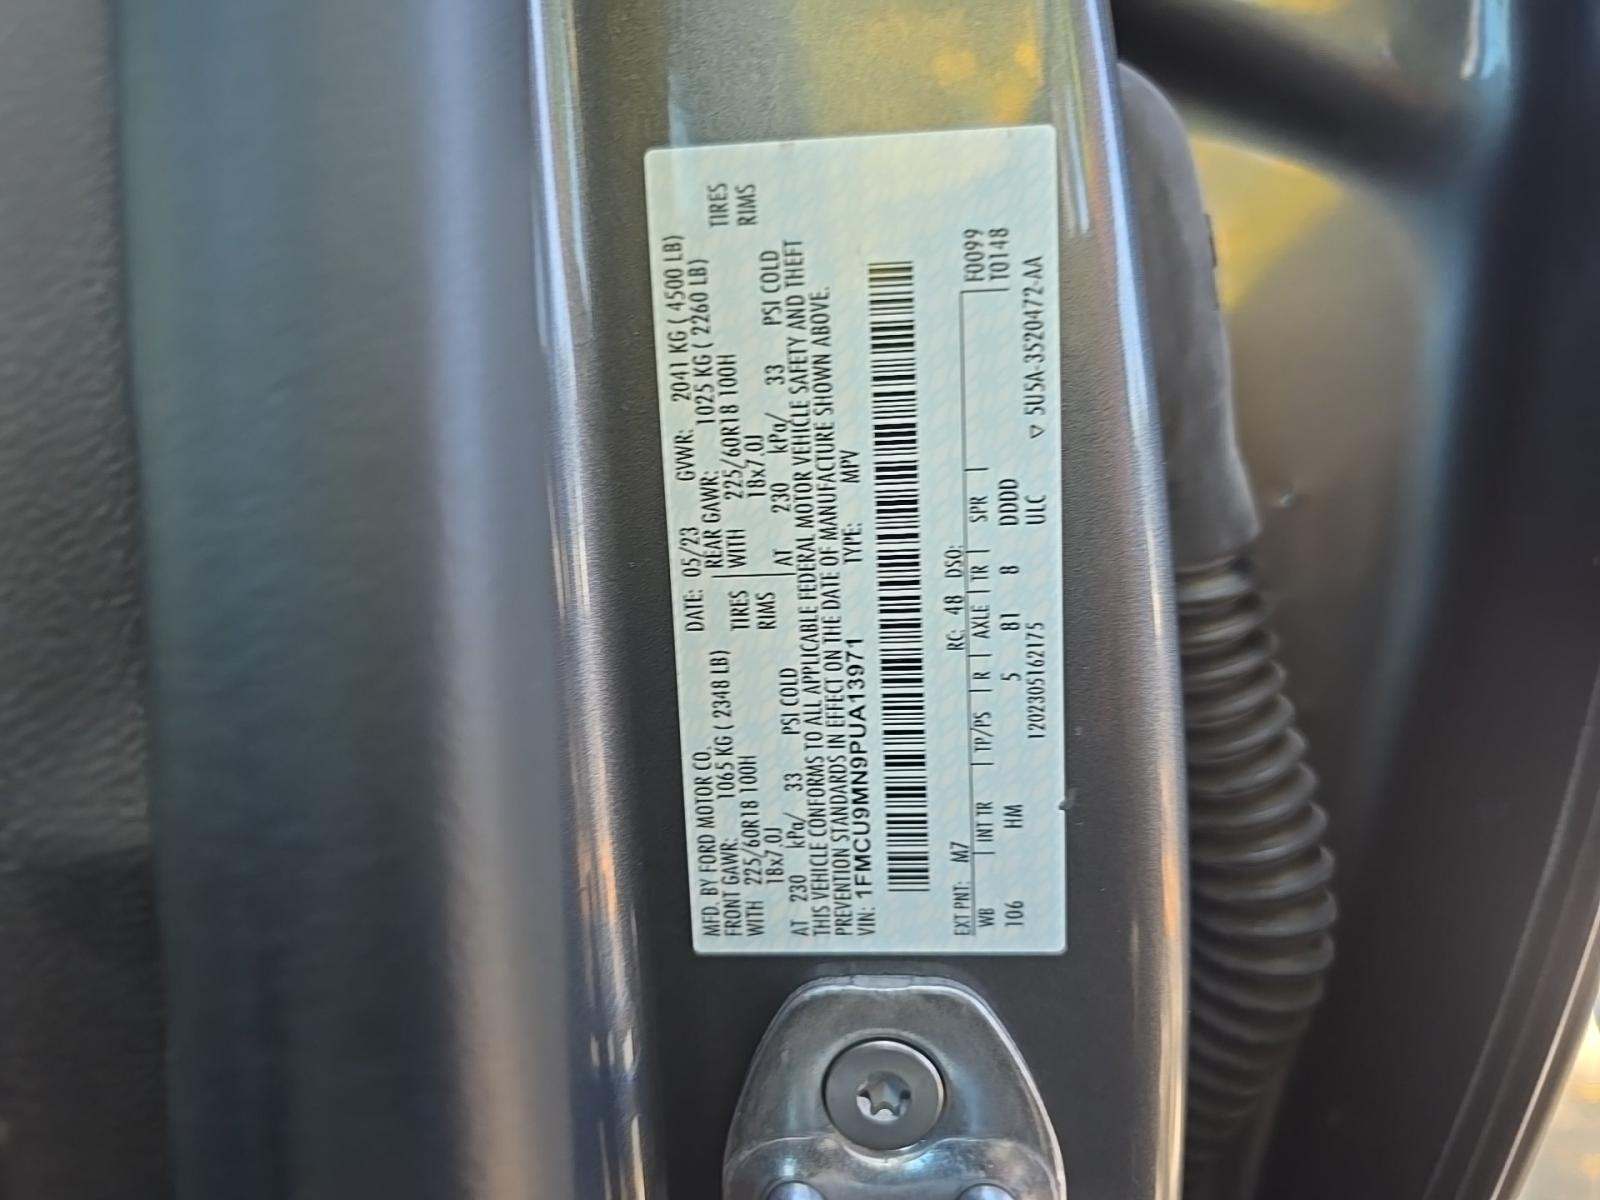 MFD. BY FORD MOTOR CO. DATE: 05/23 GVWR: 2041 KG ( 4500 LB)
FRONT GAWR: 1065 KG ( 2348 LB) REAR GAWR: 1025 KG ( 2260 LB)
WITH 225/60R18 100H TIRES WITH 225/60R18 100H TIRES
18x7.0J RIMS 18x7.0J RIMS
AT 230 kPa/ 33 PSI COLD AT 230 kPa/ 33 PSI COLD
THIS VEHICLE CONFORMS TO ALL APPLICABLE FEDERAL MOTOR VEHICLE SAFETY AND THEFT
PREVENTION STANDARDS IN EFFECT ON THE DATE OF MANUFACTURE SHOWN ABOVE.
VIN: 1FMCU9MN9PUA13971 TYPE: MPV
EXT PNT: M7 RC: 48 DSO: F0099
WB INT TR TP/PS R AXLE TR SPR T0148
106 HM 5 81 8 DDDD
12023051621​75 ULC ▽ 5U5A-3520472-AA